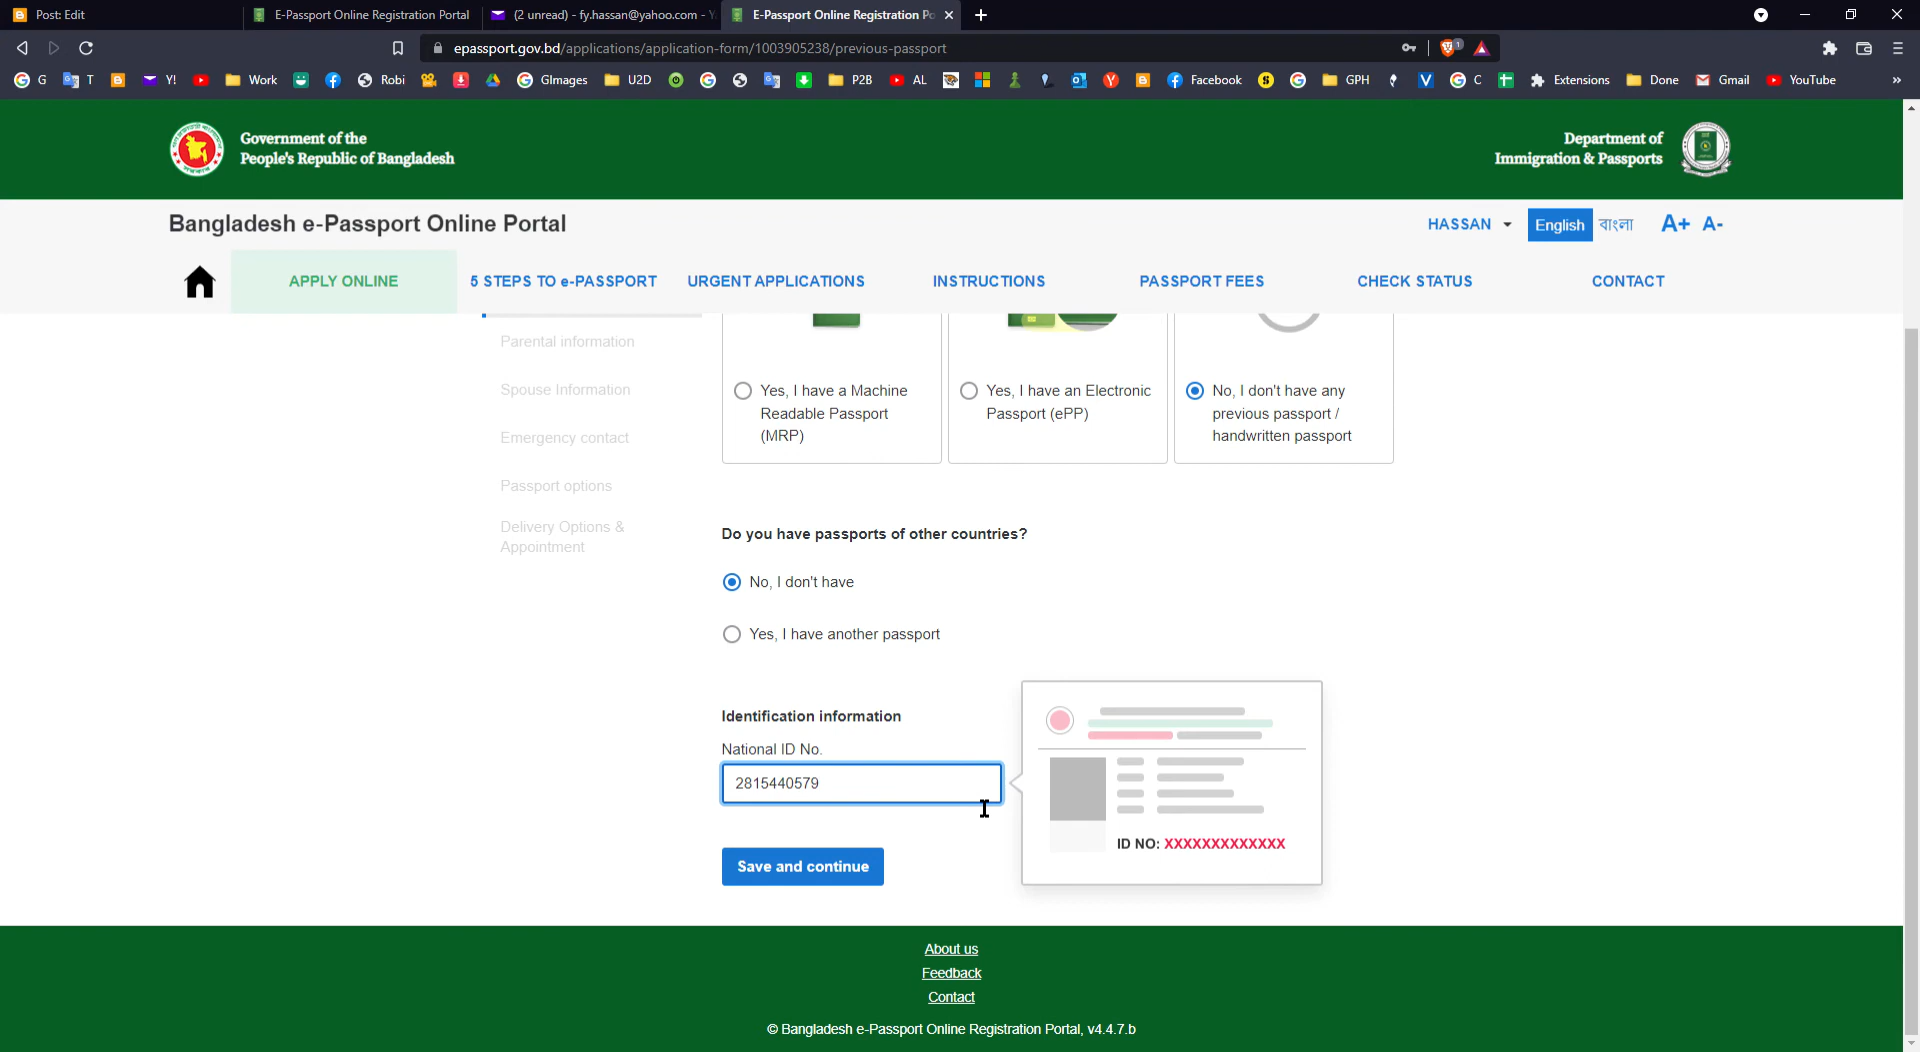 Post: Edit
E-Passport Online Registration Portal
(2 unread) - fy.hassan@yahoo.com - Y
E-Passport Online Registration Po
epassport.gov.bd/applications/application-form/1003905238/previous-passport
G
T
Y!
Work
Robi
GImages
U2D
P2B
AL
Facebook
GPH
C
Extensions
Done
Gmail
YouTube
Government of the
People's Republic of Bangladesh
Department of
Immigration & Passports
Bangladesh e-Passport Online Portal
HASSAN
English
বাংলা
A+ A-
APPLY ONLINE
5 STEPS TO e-PASSPORT
URGENT APPLICATIONS
INSTRUCTIONS
PASSPORT FEES
CHECK STATUS
CONTACT
Parental information
Spouse Information
Emergency contact
Passport options
Delivery Options &
Appointment
Yes, I have a Machine
Readable Passport
(MRP)
Yes, I have an Electronic
Passport (ePP)
No, I don't have any
previous passport /
handwritten passport
Do you have passports of other countries?
No, I don't have
Yes, I have another passport
Identification information
National ID No.
2815440579
ID NO: XXXXXXXXXXXXX
Save and continue
About us
Feedback
Contact
© Bangladesh e-Passport Online Registration Portal, v4.4.7.b